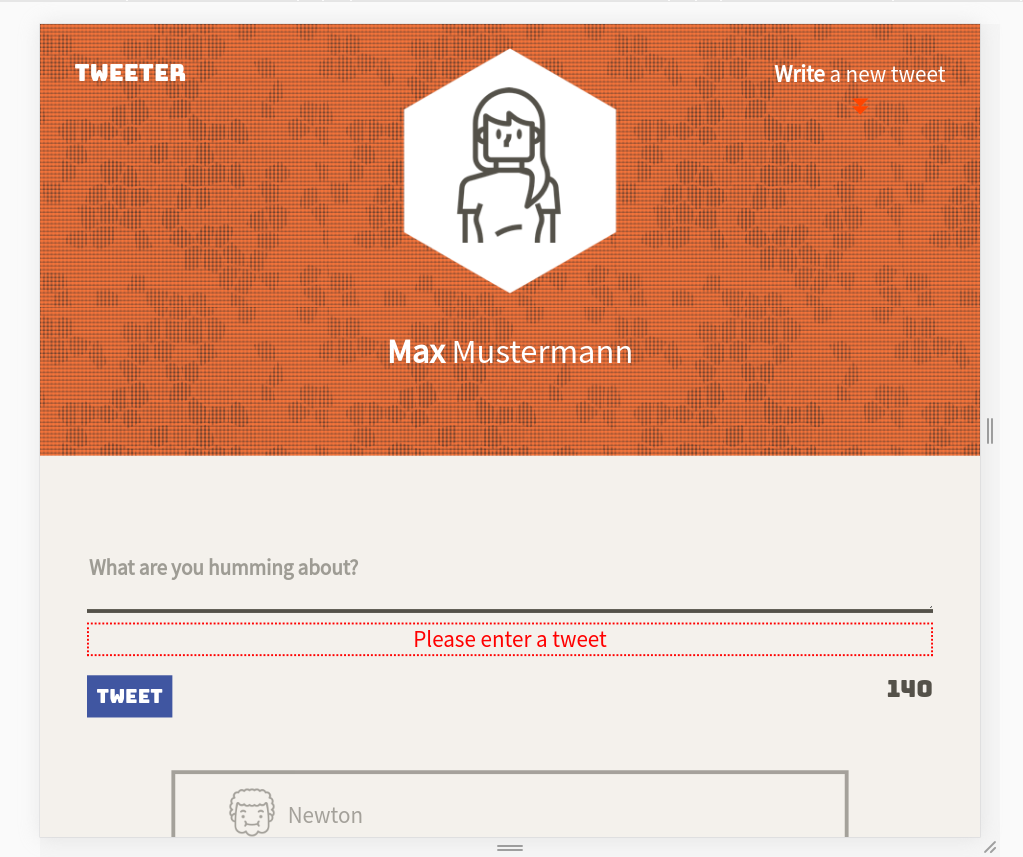 TWEETER
Write a new tweet
Max Mustermann
What are you humming about?
Please enter a tweet
TWEET
140
Newton